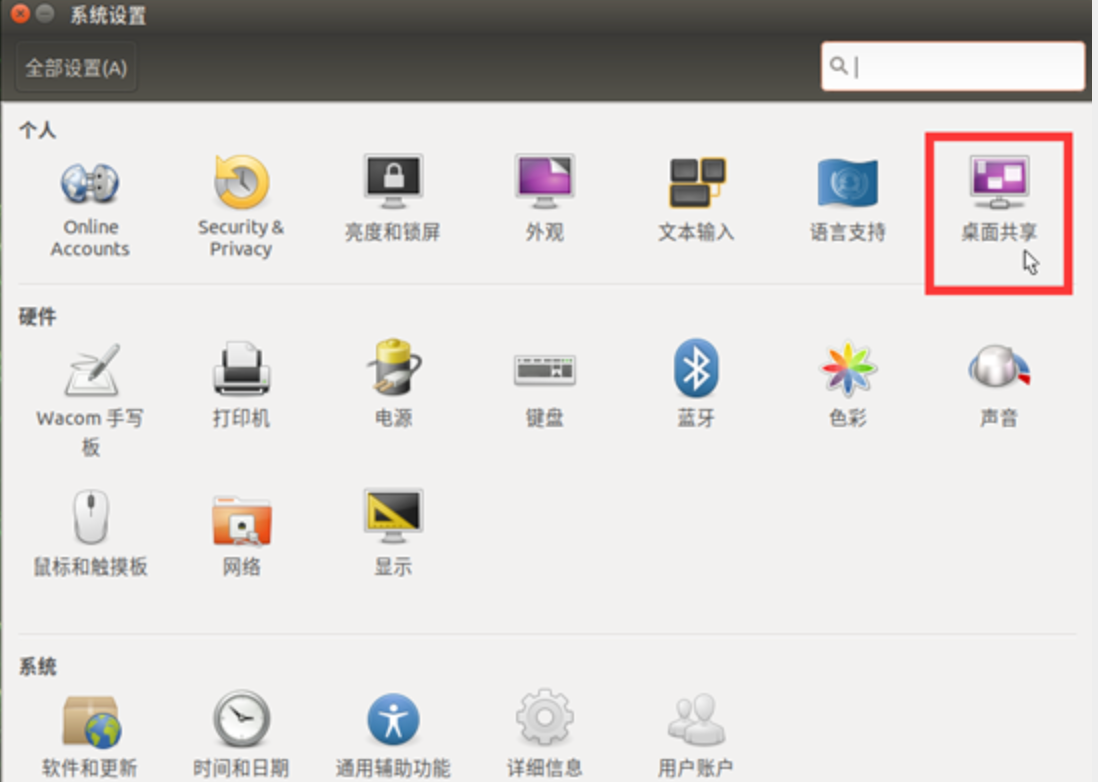 系统设置
全部设置(A)
个人
Online Accounts
Security & Privacy
亮度和锁屏
外观
文本输入
语言支持
桌面共享
硬件
Wacom 手写板
打印机
电源
键盘
蓝牙
色彩
声音
鼠标和触摸板
网络
显示
系统
软件和更新
时间和日期
通用辅助功能
详细信息
用户账户